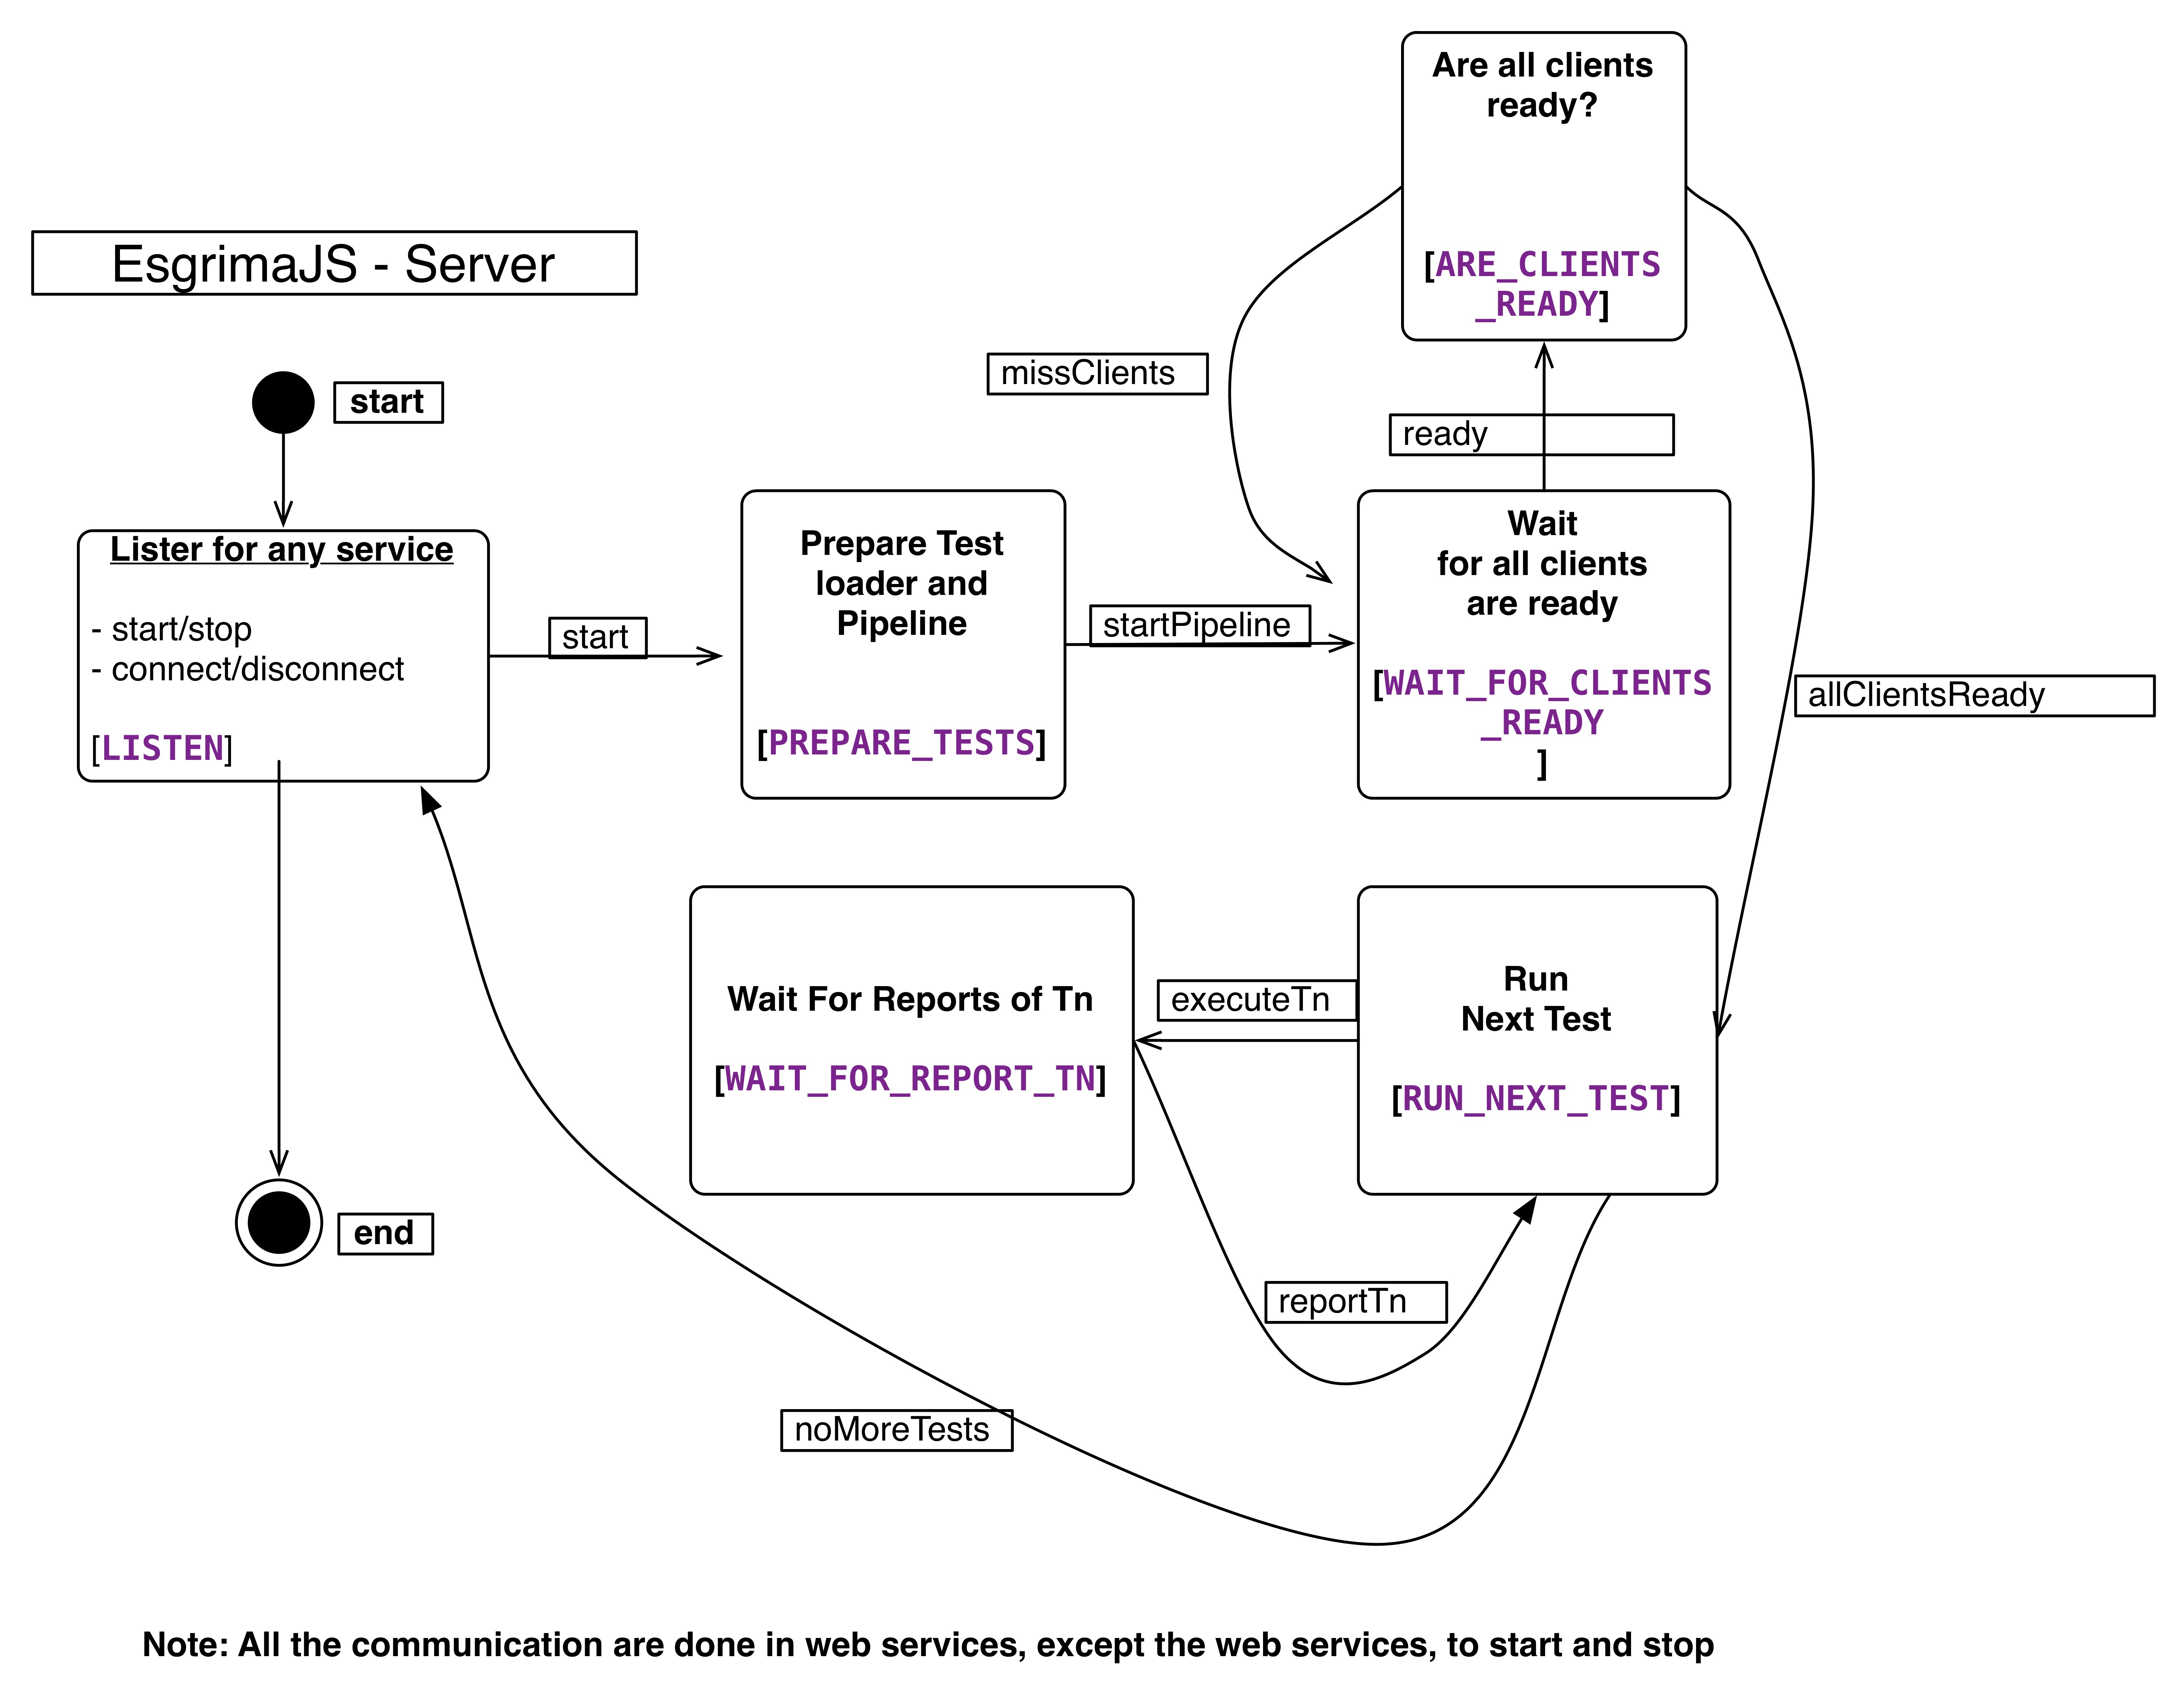 Are all clients
ready?
[ARE_CLIENTS
_READY]
EsgrimaJS - Server
missClients
start
ready
Lister for any service
- start/stop
- connect/disconnect
[LISTEN]
start
Prepare Test
loader and
Pipeline
[PREPARE_TESTS]
startPipeline
Wait
for all clients
are ready
[WAIT_FOR_CLIENTS
_READY
]
allClientsReady
Wait For Reports of Tn
[WAIT_FOR_REPORT_TN]
executeTn
Run
Next Test
[RUN_NEXT_TEST]
end
reportTn
noMoreTests
Note: All the communication are done in web services, except the web services, to start and stop